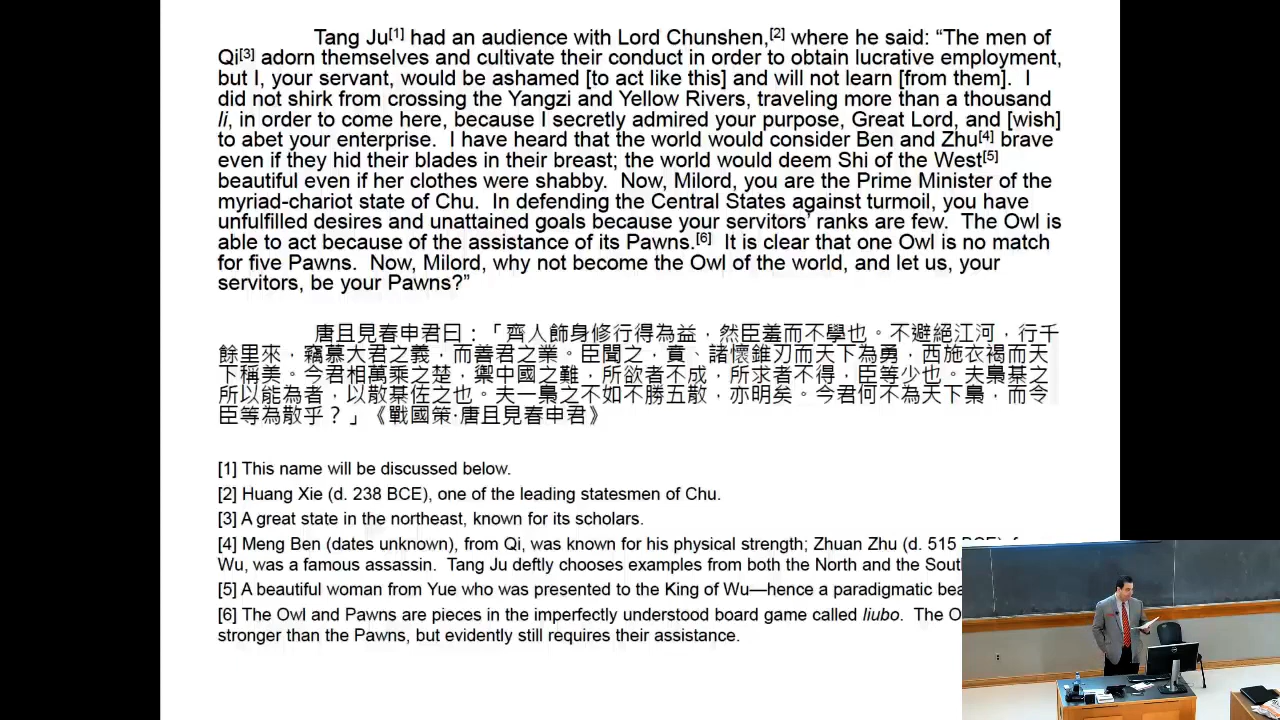 Tang Ju[1] had an audience with Lord Chunshen,[2] where he said: “The men of
Qi[3] adorn themselves and cultivate their conduct in order to obtain lucrative employment,
but I, your servant, would be ashamed [to act like this] and will not learn [from them].  I
did not shirk from crossing the Yangzi and Yellow Rivers, traveling more than a thousand
li, in order to come here, because I secretly admired your purpose, Great Lord, and [wish]
to abet your enterprise.  I have heard that the world would consider Ben and Zhu[4] brave
even if they hid their blades in their breast; the world would deem Shi of the West[5]
beautiful even if her clothes were shabby.  Now, Milord, you are the Prime Minister of the
myriad-chariot state of Chu.  In defending the Central States against turmoil, you have
unfulfilled desires and unattained goals because your servitors’ ranks are few.  The Owl is
able to act because of the assistance of its Pawns.[6]  It is clear that one Owl is no match
for five Pawns.  Now, Milord, why not become the Owl of the world, and let us, your
servitors, be your Pawns?”
唐且見春申君曰：「齊人飾身修行得為益，然臣羞而不學也。不避絕江河，行千
餘里來，竊慕大君之義，而善君之業。臣聞之，賁、諸懷錐刃而天下為勇，西施衣褐而天
下稱美。今君相萬乘之楚，禦中國之難，所欲者不成，所求者不得，臣等少也。夫梟棊之
所以能為者，以散棊佐之也。夫一梟之不如不勝五散，亦明矣。今君何不為天下梟，而令
臣等為散乎？」《戰國策·唐且見春申君》
[1] This name will be discussed below.
[2] Huang Xie (d. 238 BCE), one of the leading statesmen of Chu.
[3] A great state in the northeast, known for its scholars.
[4] Meng Ben (dates unknown), from Qi, was known for his physical strength; Zhuan Zhu (d. 515
Wu, was a famous assassin.  Tang Ju deftly chooses examples from both the North and the
[5] A beautiful woman from Yue who was presented to the King of Wu—hence a paradigmatic
[6] The Owl and Pawns are pieces in the imperfectly understood board game called liubo.  The
stronger than the Pawns, but evidently still requires their assistance.